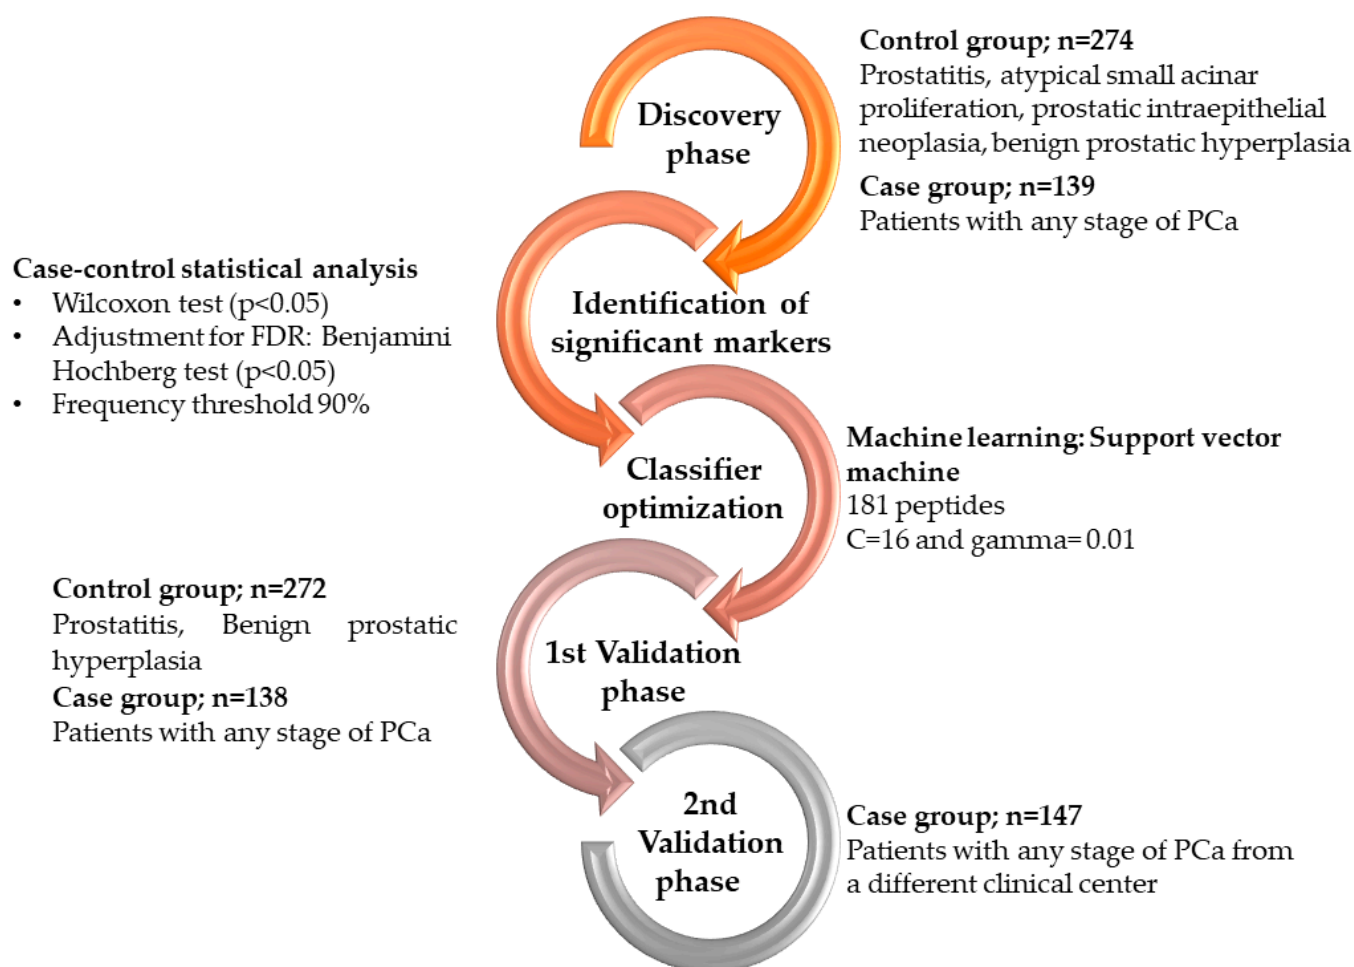 Discovery
phase
Control group; n=274
Prostatitis, atypical small acinar
proliferation, prostatic intraepithelial
neoplasia, benign prostatic hyperplasia
Case group; n=139
Patients with any stage of PCa
Case-control statistical analysis
• Wilcoxon test (p<0.05)
• Adjustment for FDR: Benjamini
Hochberg test (p<0.05)
• Frequency threshold 90%
Identification of
significant markers
Classifier
optimization
Machine learning: Support vector
machine
181 peptides
C=16 and gamma= 0.01
Control group; n=272
Prostatitis, Benign prostatic
hyperplasia
Case group; n=138
Patients with any stage of PCa
1st Validation
phase
2nd
Validation
phase
Case group; n=147
Patients with any stage of PCa from
a different clinical center